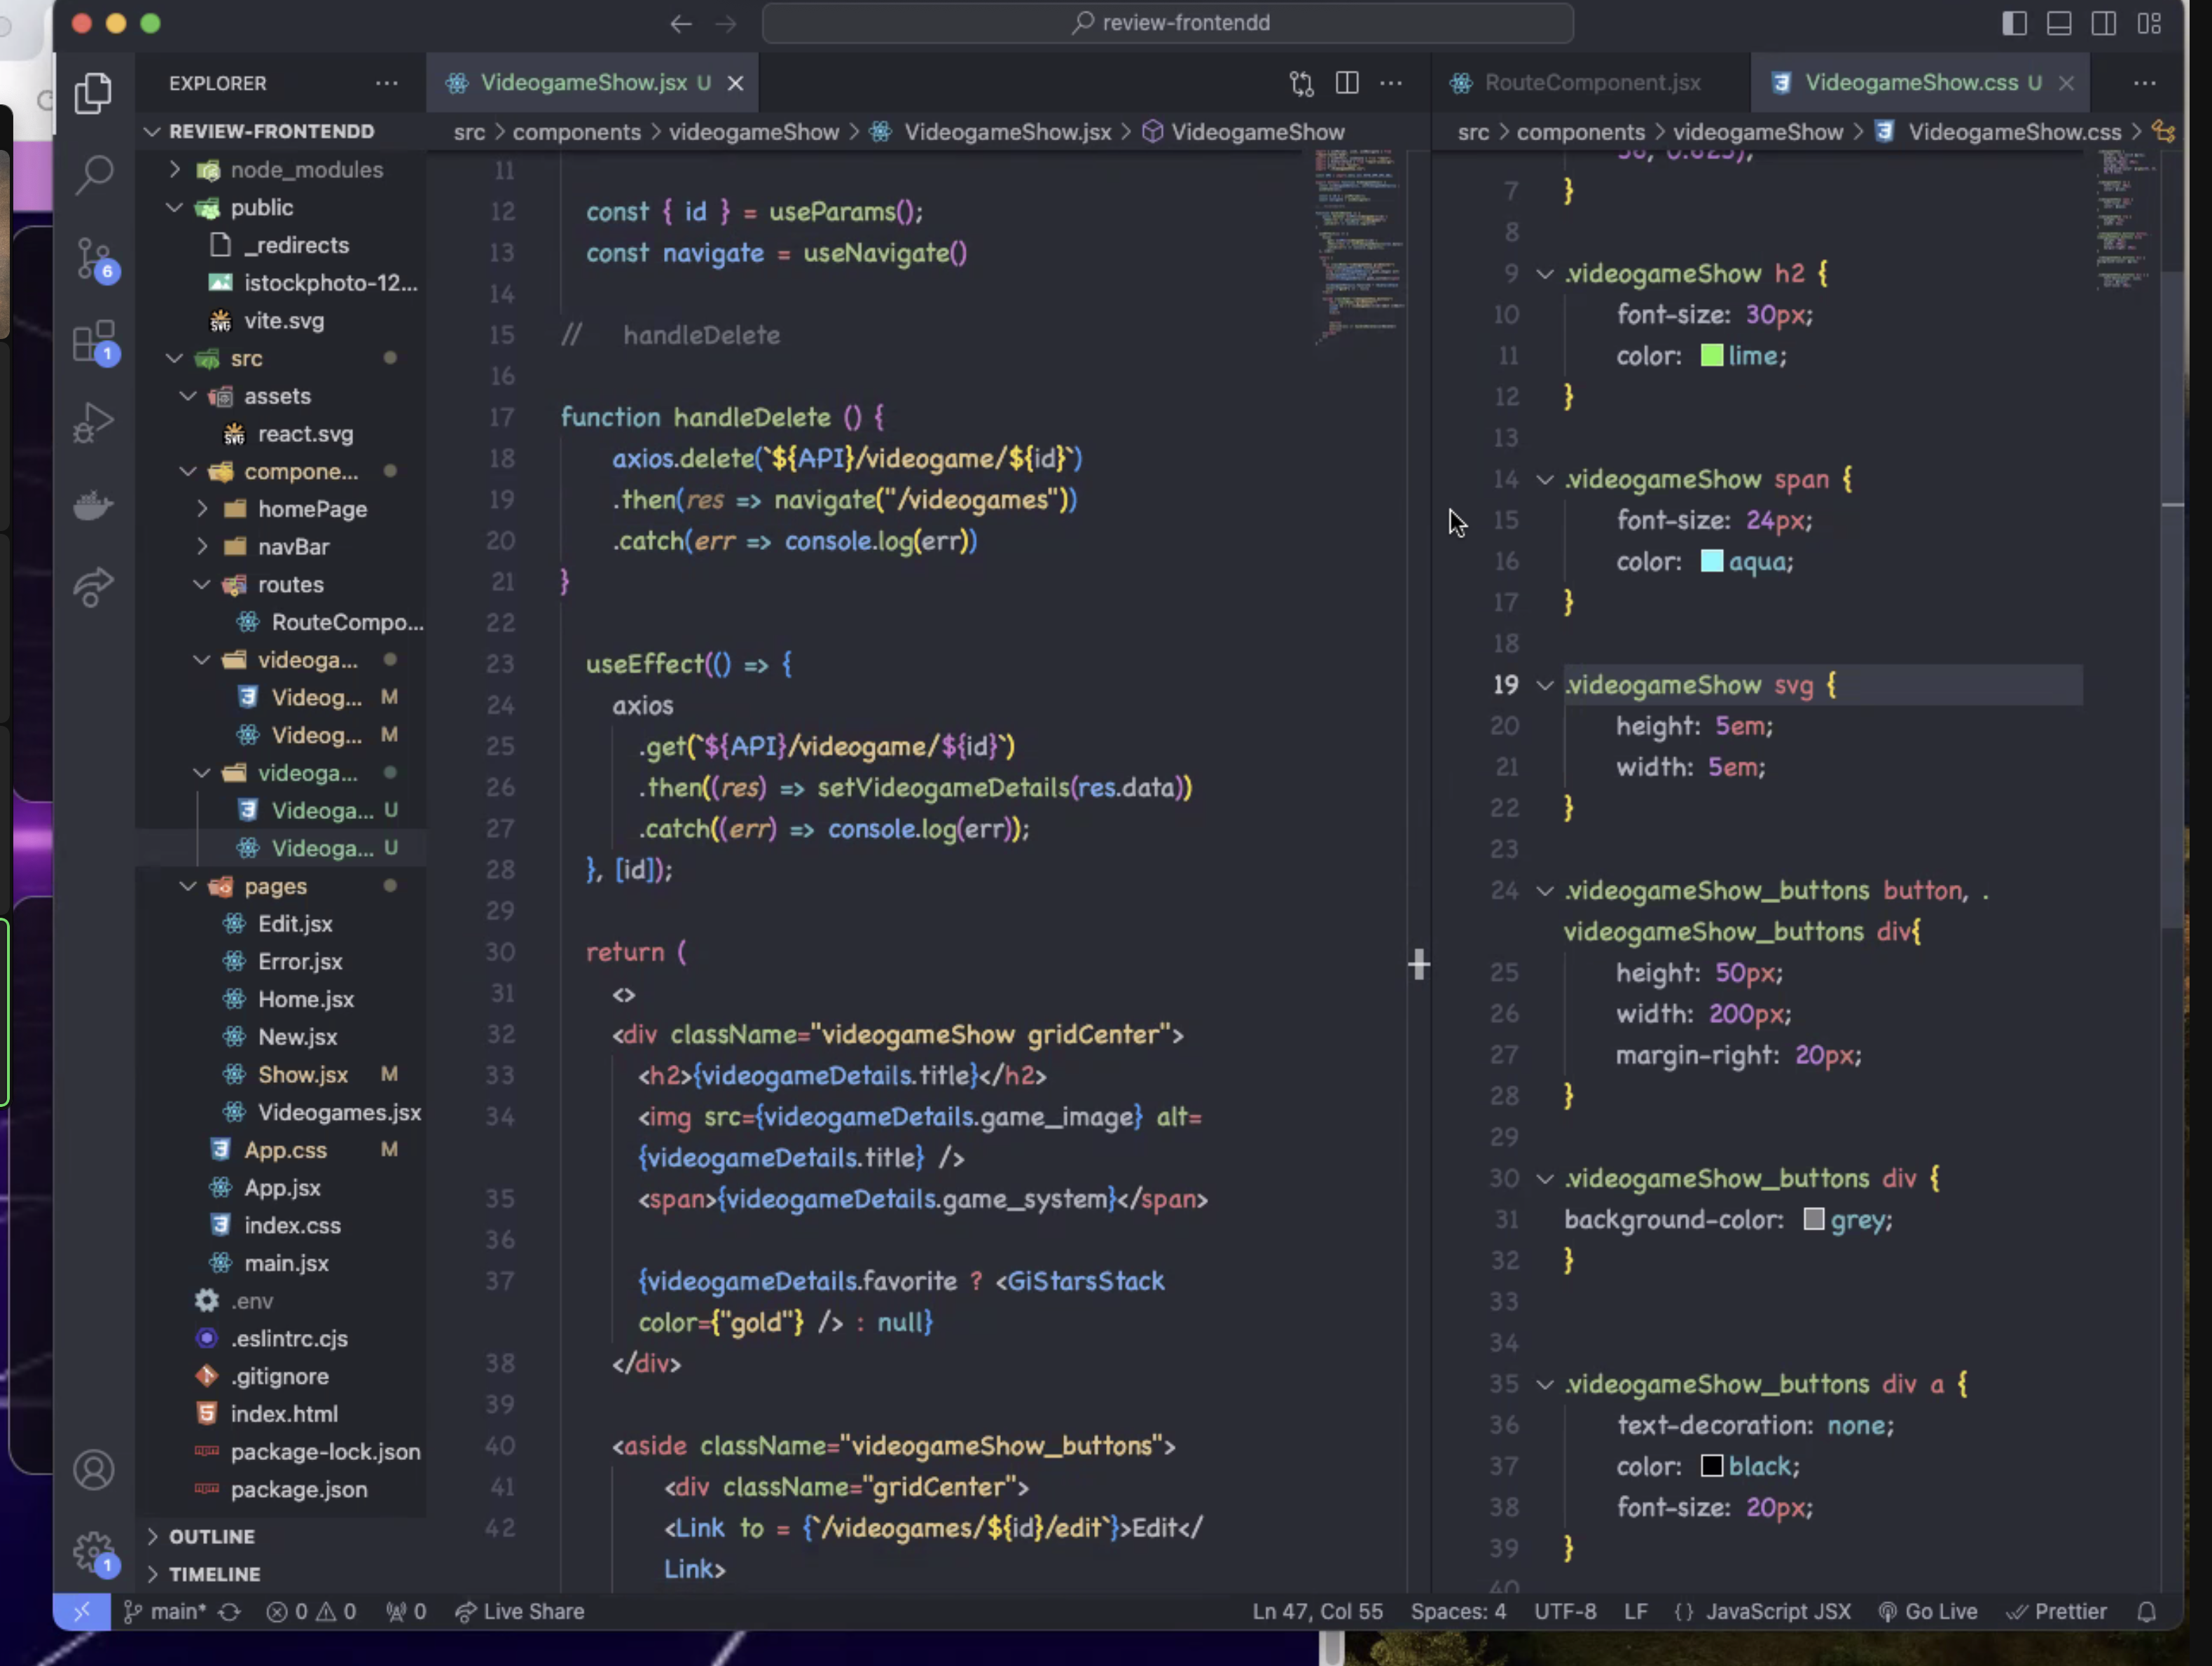 review-frontendd
EXPLORER
REVIEW-FRONTENDD
node_modules
public
_redirects
istockphoto-12...
vite.svg
src
assets
react.svg
compone...
homePage
navBar
routes
RouteCompo...
videoga...
Videog... M
Videog... M
videoga...
Videoga... U
Videoga... U
pages
Edit.jsx
Error.jsx
Home.jsx
New.jsx
Show.jsx M
Videogames.jsx
App.css M
App.jsx
index.css
main.jsx
.env
.eslintrc.cjs
.gitignore
index.html
package-lock.json
package.json
OUTLINE
TIMELINE
6
1
1
VideogameShow.jsx U
src > components > videogameShow > VideogameShow.jsx > VideogameShow
11
12 const { id } = useParams();
13 const navigate = useNavigate()
14
15 // handleDelete
16
17 function handleDelete () {
18 axios.delete(`${API}/videogame/${id}`)
19 .then(res => navigate("/videogames"))
20 .catch(err => console.log(err))
21 }
22
23 useEffect(() => {
24 axios
25 .get(`${API}/videogame/${id}`)
26 .then((res) => setVideogameDetails(res.data))
27 .catch((err) => console.log(err));
28 }, [id]);
29
30 return (
31 <>
32 <div className="videogameShow gridCenter">
33 <h2>{videogameDetails.title}</h2>
34 <img src={videogameDetails.game_image} alt=
{videogameDetails.title} />
35 <span>{videogameDetails.game_system}</span>
36
37 {videogameDetails.favorite ? <GiStarsStack
color={"gold"} /> : null}
38 </div>
39
40 <aside className="videogameShow_buttons">
41 <div className="gridCenter">
42 <Link to = {`/videogames/${id}/edit`}>Edit</
Link>
RouteComponent.jsx
VideogameShow.css U
src > components > videogameShow > VideogameShow.css >
58, 0.625);
7 }
8
9 .videogameShow h2 {
10 font-size: 30px;
11 color: lime;
12 }
13
14 .videogameShow span {
15 font-size: 24px;
16 color: aqua;
17 }
18
19 .videogameShow svg {
20 height: 5em;
21 width: 5em;
22 }
23
24 .videogameShow_buttons button, .
videogameShow_buttons div{
25 height: 50px;
26 width: 200px;
27 margin-right: 20px;
28 }
29
30 .videogameShow_buttons div {
31 background-color: grey;
32 }
33
34
35 .videogameShow_buttons div a {
36 text-decoration: none;
37 color: black;
38 font-size: 20px;
39 }
40
main* 0 0 0 Live Share Ln 47, Col 55 Spaces: 4 UTF-8 LF {} JavaScript JSX Go Live Prettier